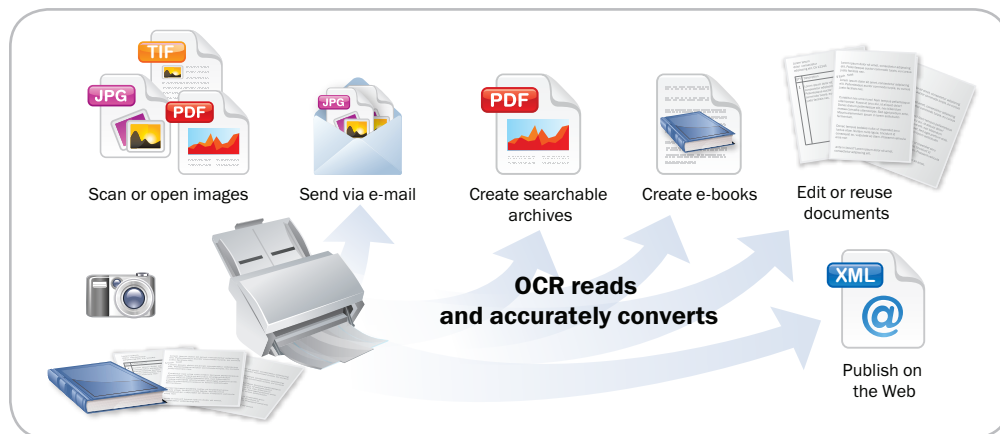 TIF
JPG
PDF
Scan or open images
JPG
Send via e-mail
PDF
Create searchable
archives
Create e-books
Edit or reuse
documents
OCR reads
and accurately converts
XML
@
Publish on
the Web